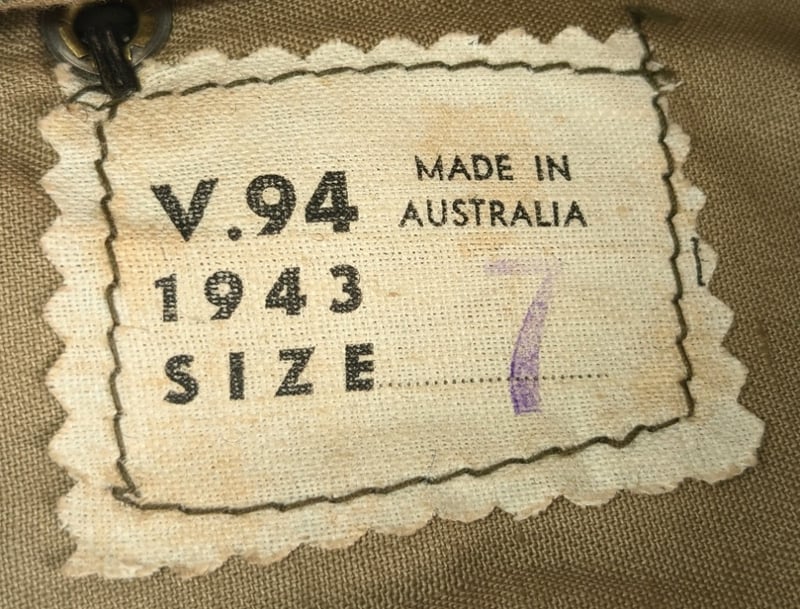 V.94
1943
SIZE 7
MADE IN
AUSTRALIA